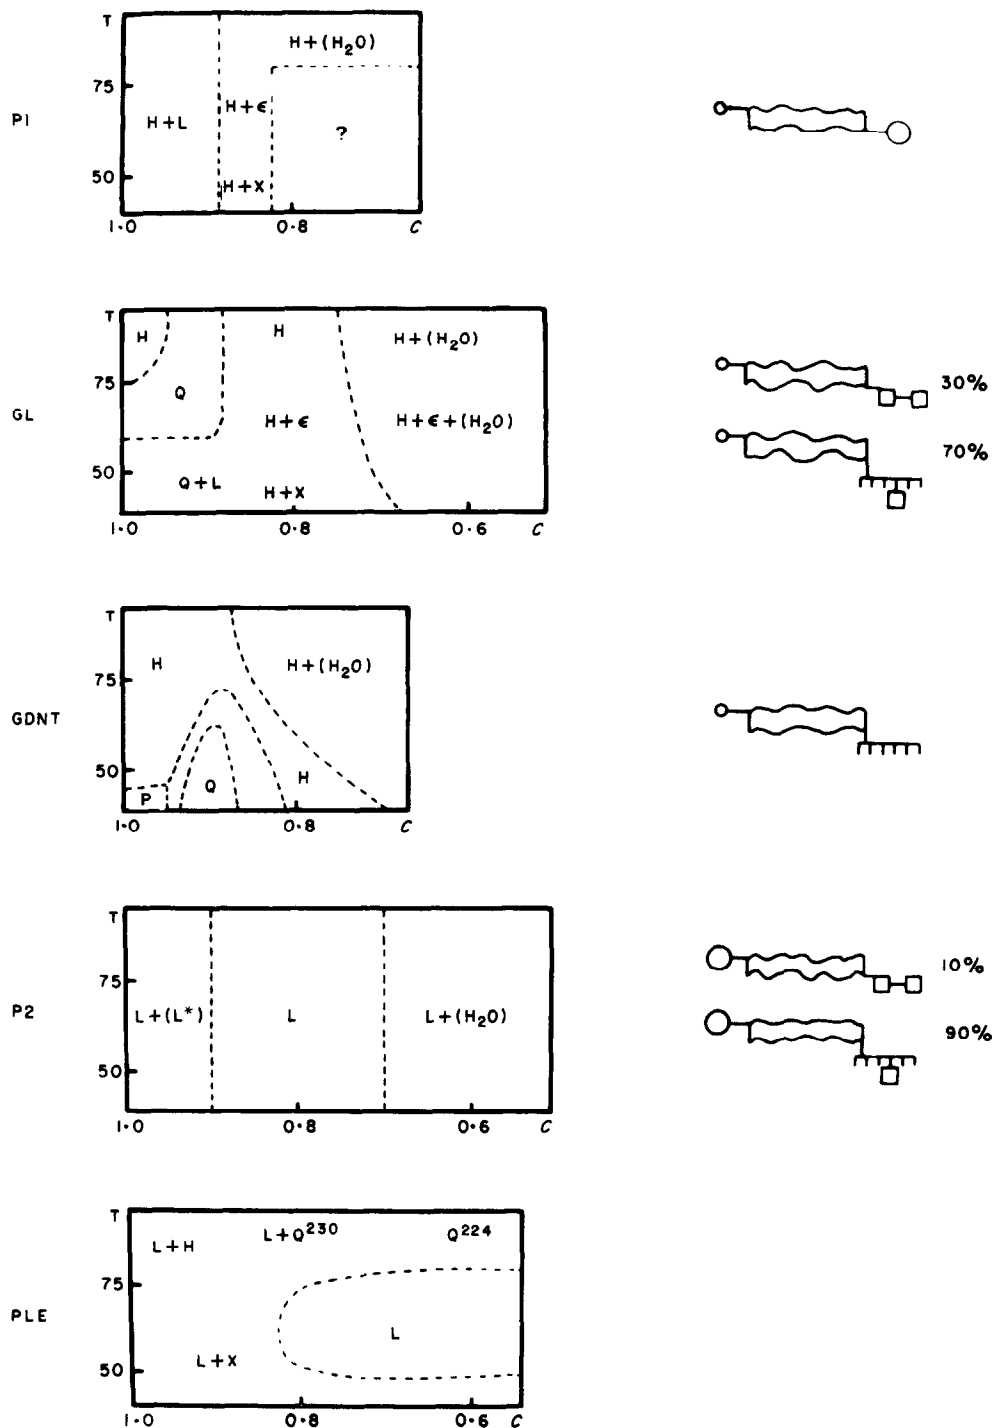 T
H+(H₂O)
75
H+ϵ
P1
H+L
?
50
H+X
1.0 0.8 C
T
H
H
H+(H₂O)
75
Q
30%
GL
H+ϵ
H+ϵ+(H₂O)
70%
50
Q+L
H+X
1.0 0.8 0.6 C
T
H
H+(H₂O)
75
GDNT
50
P
Q
H
1.0 0.8 C
T
75
10%
P2
L+(L*)
L
L+(H₂O)
90%
50
1.0 0.8 0.6 C
T
L+H
L+Q²³⁰
Q²²⁴
75
PLE
L
L+X
50
1.0 0.8 0.6 C